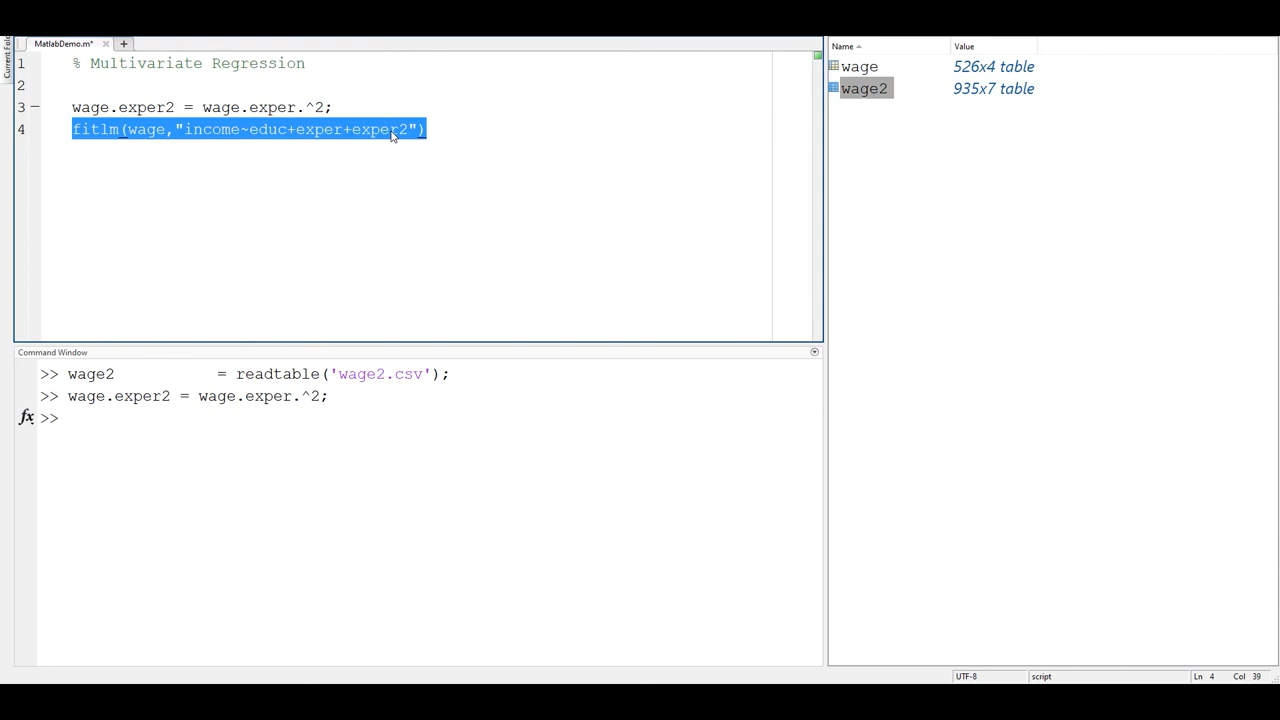 Current Fol
MatlabDemo.m* × +
1 % Multivariate Regression
2
3 — wage.exper2 = wage.exper.^2;
4 fitlm(wage,"income~educ+exper+exper2")
Name Value
wage 526x4 table
wage2 935x7 table
Command Window
>> wage2 = readtable('wage2.csv');
>> wage.exper2 = wage.exper.^2;
fx >>
UTF-8 script Ln 4 Col 39